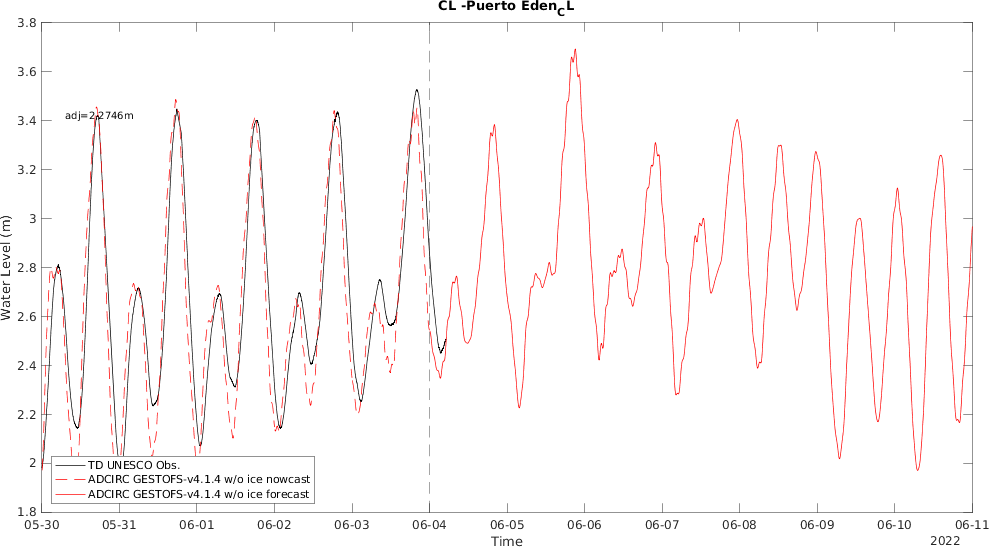 CL -Puerto Eden_CL
adj=2.2746m
Water Level (m)
3.8
3.6
3.4
3.2
3
2.8
2.6
2.4
2.2
2
1.8
TD UNESCO Obs.
ADCIRC GESTOFS-v4.1.4 w/o ice nowcast
ADCIRC GESTOFS-v4.1.4 w/o ice forecast
05-30 05-31 06-01 06-02 06-03 06-04 06-05 06-06 06-07 06-08 06-09 06-10 06-11
Time
2022